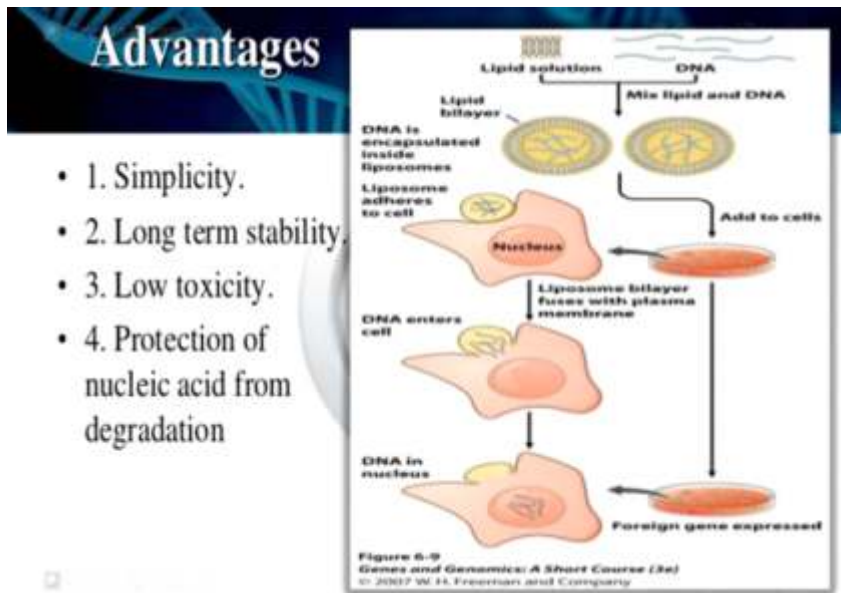 Advantages
• 1. Simplicity.
• 2. Long term stability.
• 3. Low toxicity.
• 4. Protection of
nucleic acid from
degradation
Lipid solution
DNA
Mix lipid and DNA
Lipid
bilayer
DNA is
encapsulated
inside
liposomes
Liposome
adheres
to cell
Add to cells
Nucleus
Liposome bilayer
fuses with plasma
membrane
DNA enters
cell
DNA in
nucleus
Foreign gene expressed
Figure 6-9
Genes and Genomics: A Short Course (3e)
© 2007 W. H. Freeman and Company